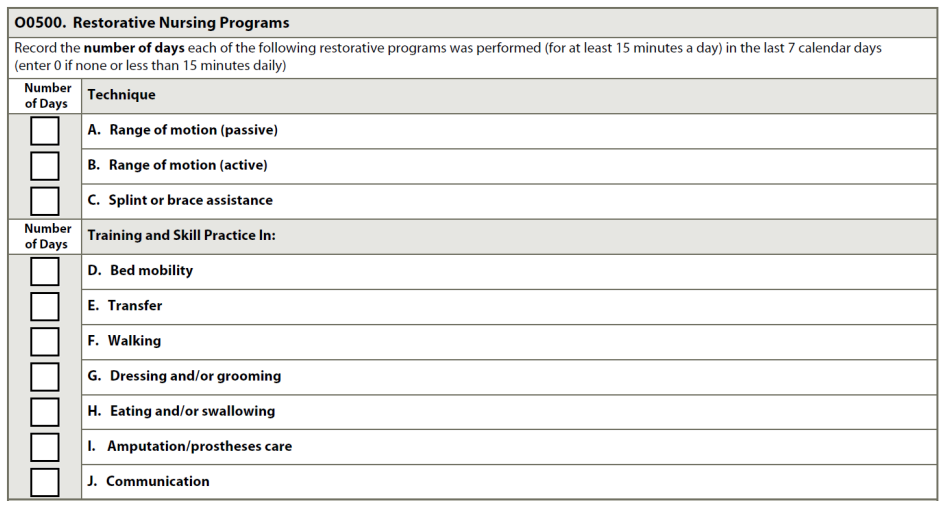 O0500. Restorative Nursing Programs
Record the number of days each of the following restorative programs was performed (for at least 15 minutes a day) in the last 7 calendar days
(enter 0 if none or less than 15 minutes daily)
Number
of Days
Technique
A. Range of motion (passive)
B. Range of motion (active)
C. Splint or brace assistance
Number
of Days
Training and Skill Practice In:
D. Bed mobility
E. Transfer
F. Walking
G. Dressing and/or grooming
H. Eating and/or swallowing
I. Amputation/prostheses care
J. Communication